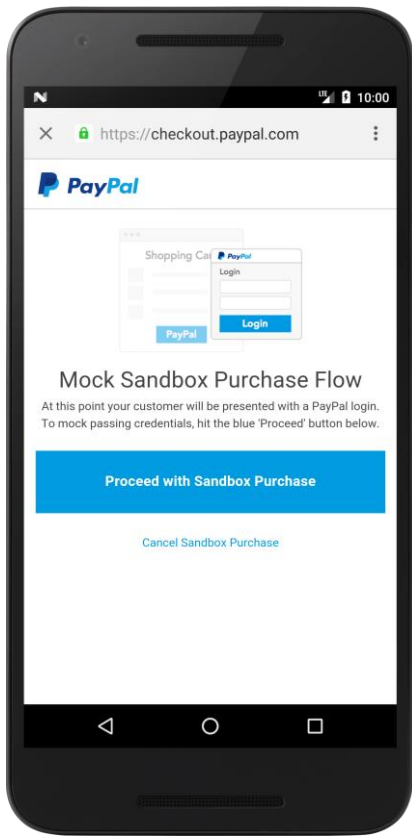 LTE 10:00
https://checkout.paypal.com
PayPal
Shopping
PayPal
Login
PayPal
Login
Mock Sandbox Purchase Flow
At this point your customer will be presented with a PayPal login.
To mock passing credentials, hit the blue 'Proceed' button below.
Proceed with Sandbox Purchase
Cancel Sandbox Purchase